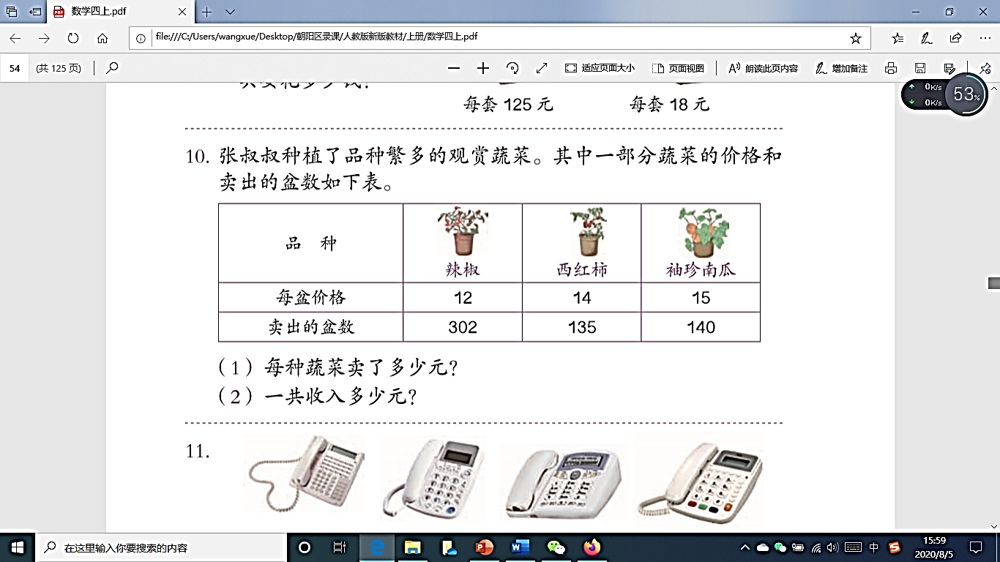 数学四上.pdf
file:///C:/Users/wangxue/Desktop/朝阳区录课/人教版新版教材/上册/数学四上.pdf
54 (共 125 页) 适应页面大小 页面视图 朗读此页内容 增加备注
0K/s
0K/s
53%
每套 125 元 每套 18 元
10. 张叔叔种植了品种繁多的观赏蔬菜。其中一部分蔬菜的价格和
卖出的盆数如下表。
品 种 辣椒 西红柿 袖珍南瓜
每盆价格 12 14 15
卖出的盆数 302 135 140
(1) 每种蔬菜卖了多少元?
(2) 一共收入多少元?
11.
在这里输入你要搜索的内容
中
15:59
2020/8/5